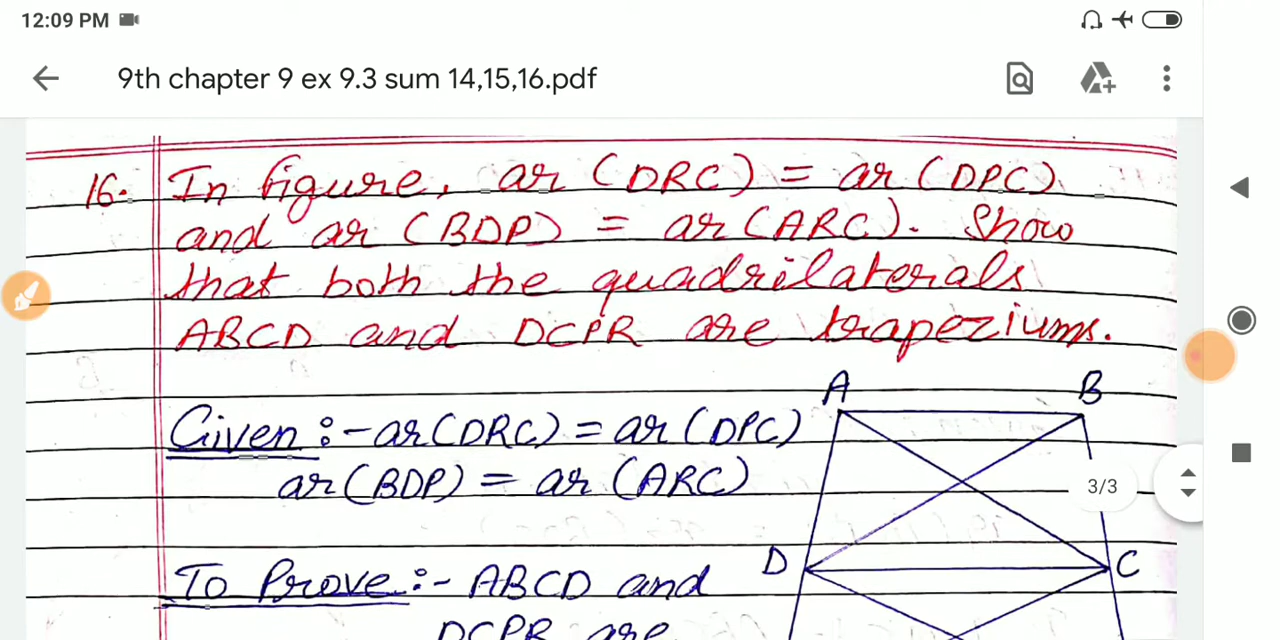 12:09 PM
9th chapter 9 ex 9.3 sum 14,15,16.pdf
16. In figure, ar (DRC) = ar (DPC)
and ar (BDP) = ar (ARC). Show
that both the quadrilaterals
ABCD and DCPR are trapeziums.
A B
Given :- ar (DRC) = ar (DPC)
ar (BDP) = ar (ARC)
3/3
D C
To Prove :- ABCD and
DCPR are